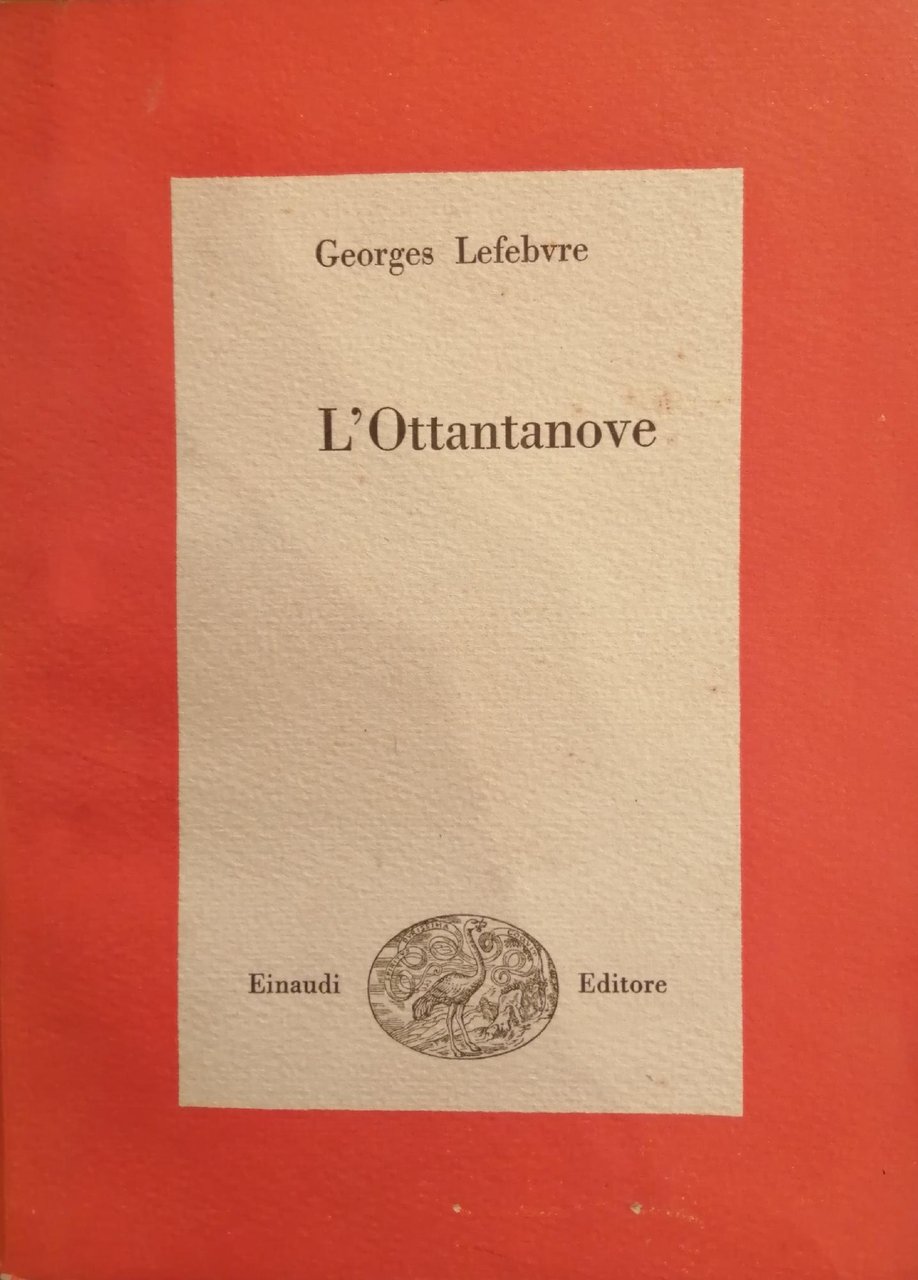 Georges Lefebvre
L'Ottantanove
Einaudi Editore